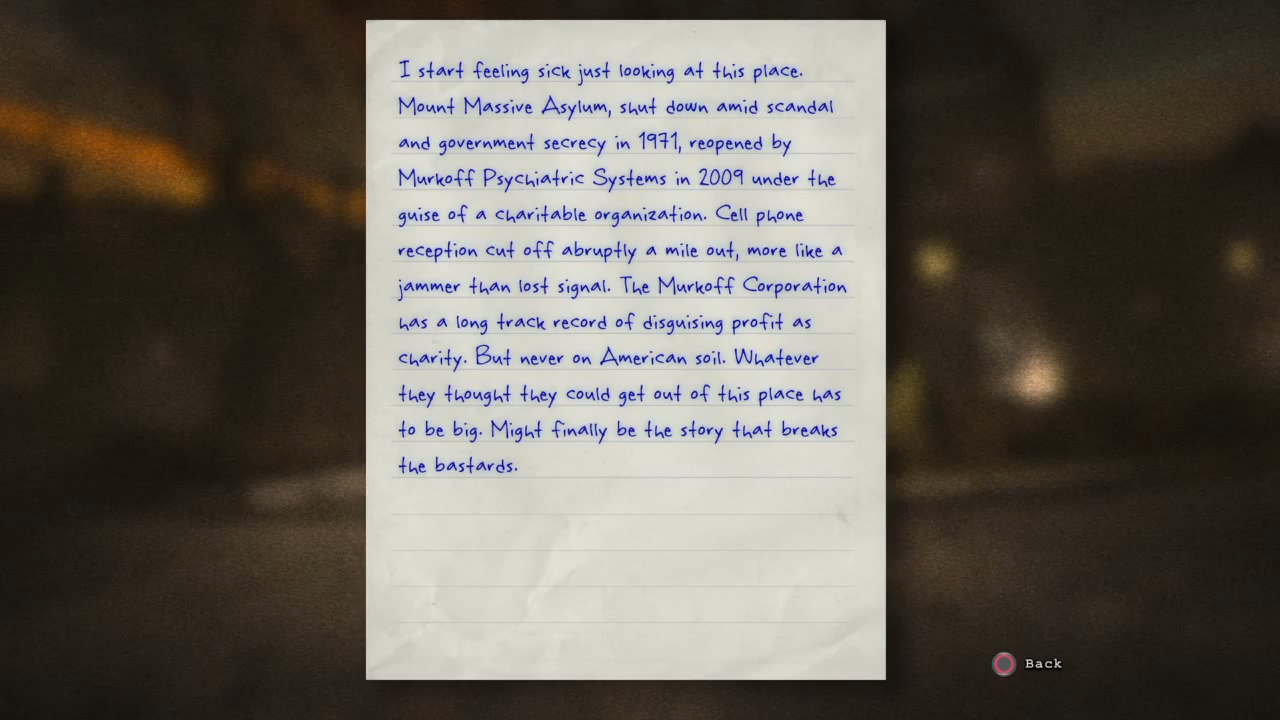 I start feeling sick just looking at this place.
Mount Massive Asylum, shut down amid scandal
and government secrecy in 1971, reopened by
Murkoff Psychiatric Systems in 2009 under the
guise of a charitable organization. Cell phone
reception cut off abruptly a mile out, more like a
jammer than lost signal. The Murkoff Corporation
has a long track record of disguising profit as
charity. But never on American soil. Whatever
they thought they could get out of this place has
to be big. Might finally be the story that breaks
the bastards.
Back